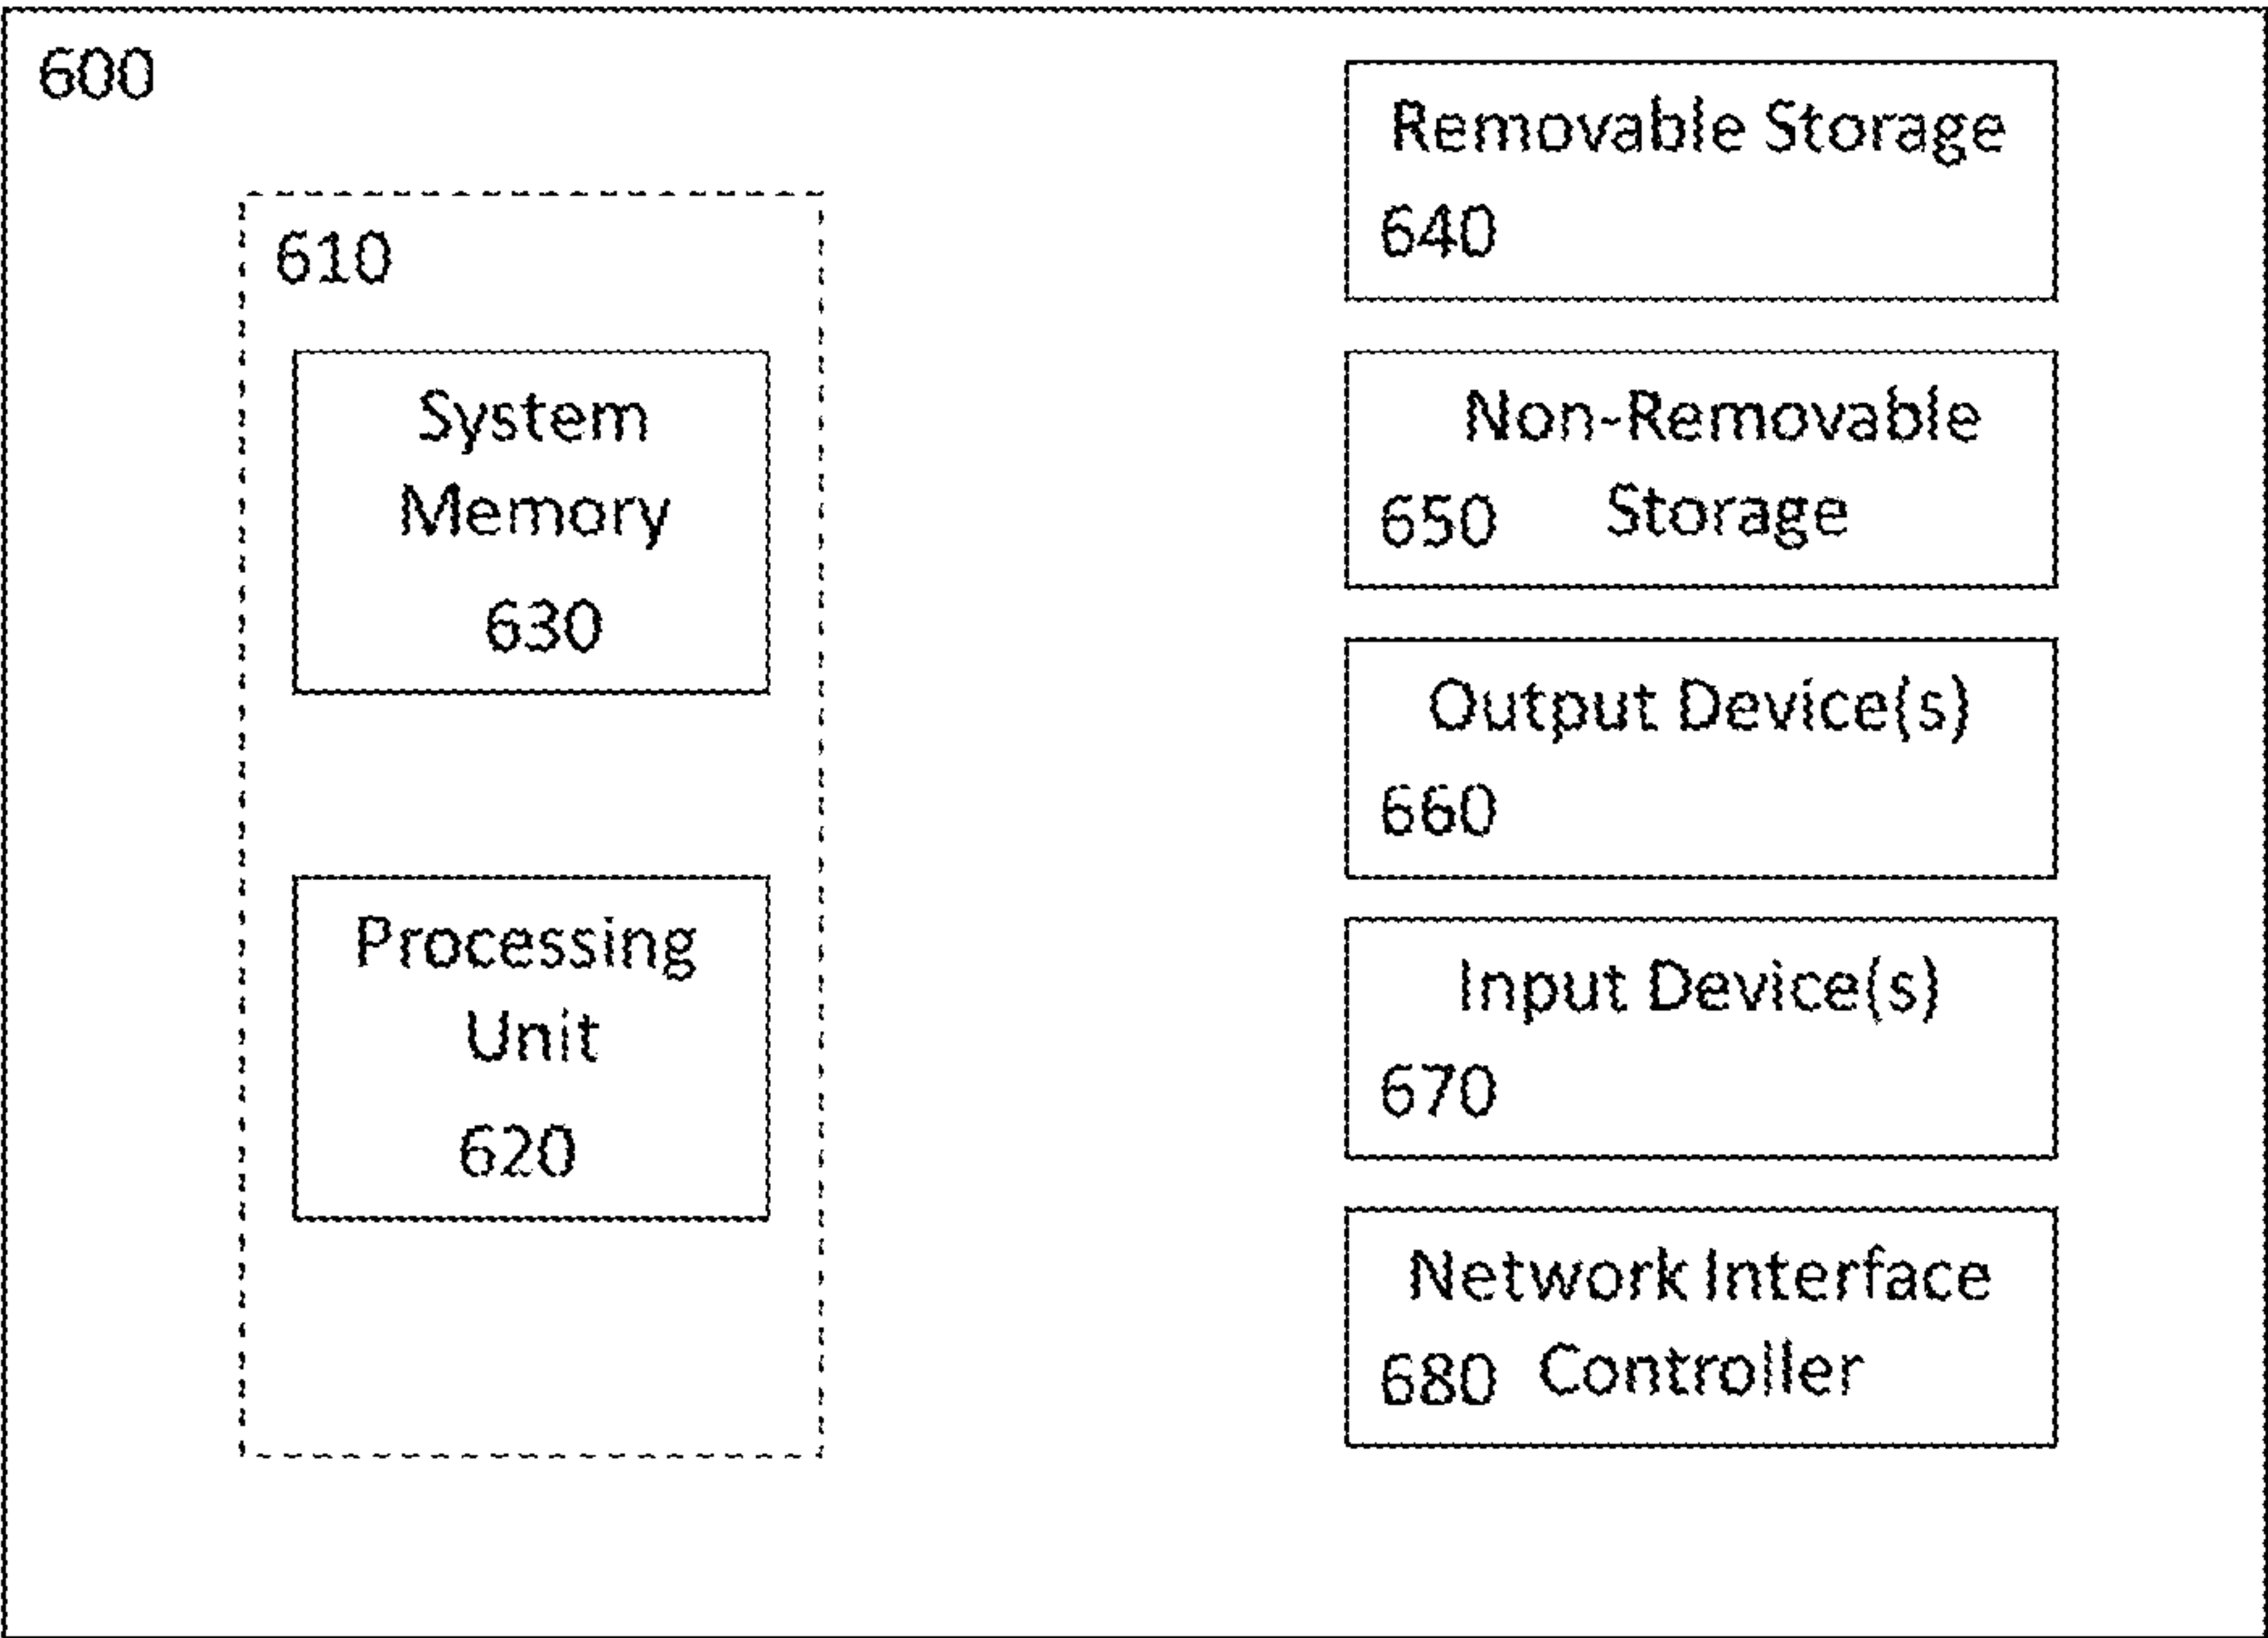 600
610
System
Memory
630
Processing
Unit
620
Removable Storage
640
Non-Removable
650 Storage
Output Device(s)
660
Input Device(s)
670
Network Interface
680 Controller